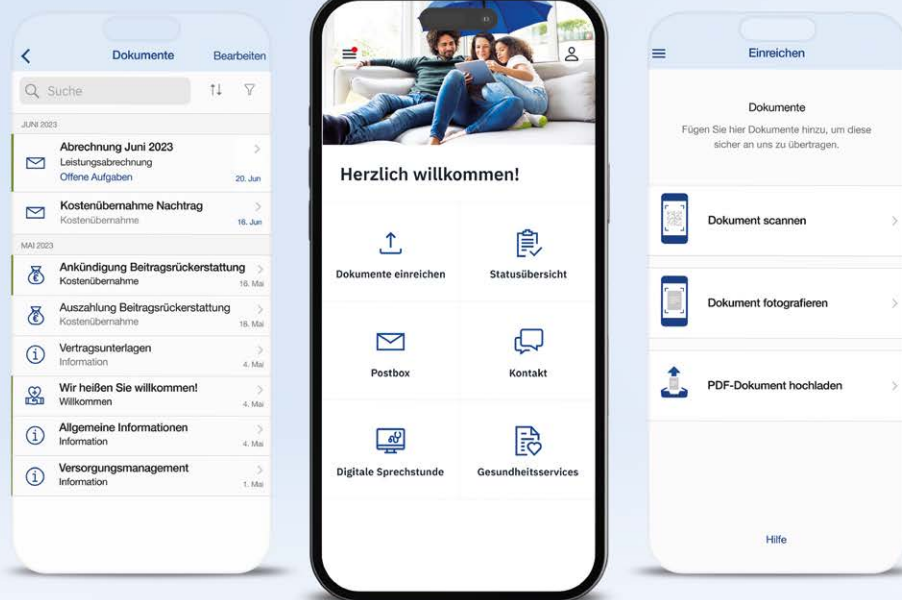 Dokumente
Bearbeiten
Suche
JUNI 2023
Abrechnung Juni 2023
Leistungsabrechnung
Offene Aufgaben
20. Jun
Kostenübernahme Nachtrag
Kostenübernahme
16. Jun
MAI 2023
Ankündigung Beitragsrückerstattung
Kostenübernahme
16. Mai
Auszahlung Beitragsrückerstattung
Kostenübernahme
16. Mai
Vertragsunterlagen
Information
4. Mai
Wir heißen Sie willkommen!
Willkommen
4. Mai
Allgemeine Informationen
Information
4. Mai
Versorgungsmanagement
Information
1. Mai
Herzlich willkommen!
Dokumente einreichen
Statusübersicht
Postbox
Kontakt
Digitale Sprechstunde
Gesundheitsservices
Einreichen
Dokumente
Fügen Sie hier Dokumente hinzu, um diese
sicher an uns zu übertragen.
Dokument scannen
Dokument fotografieren
PDF-Dokument hochladen
Hilfe